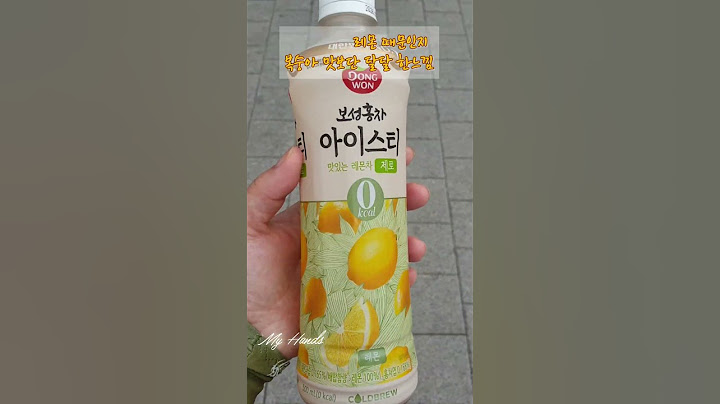 레몬 때문인지
복숭아 맛보단 달달 한느낌
DONG
WON
보성홍차
아이스티
맛있는 레몬차 제로
0
kcal
My Hands
레몬
COLDBREW